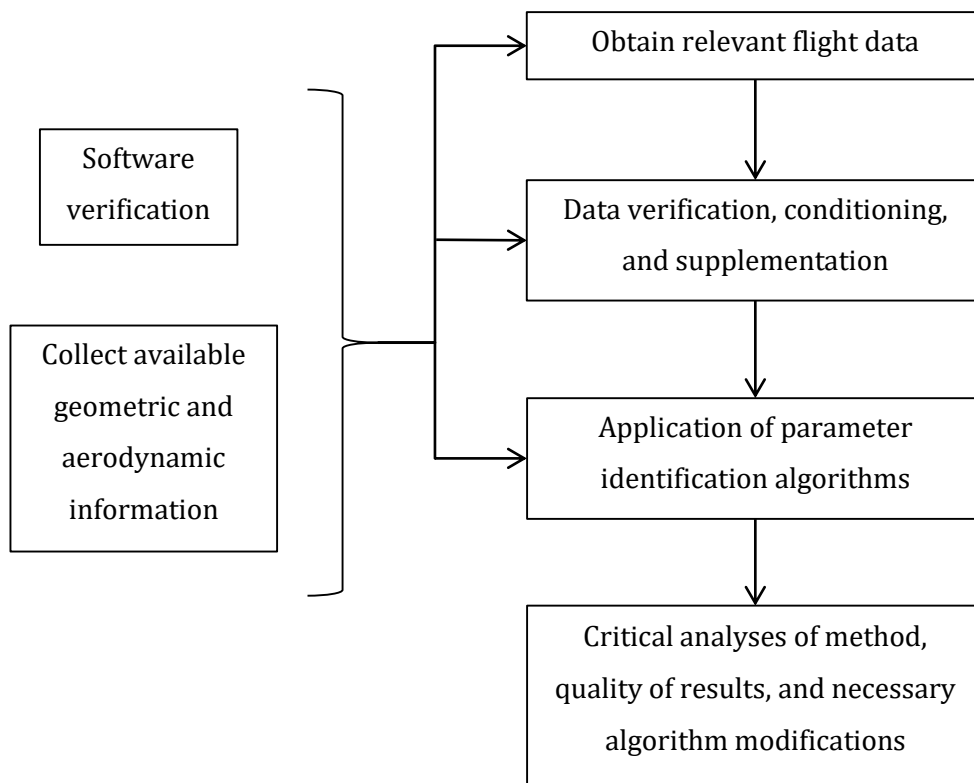 Obtain relevant flight data
Software
verification
Data verification, conditioning,
and supplementation
Collect available
geometric and
aerodynamic
information
Application of parameter
identification algorithms
Critical analyses of method,
quality of results, and necessary
algorithm modifications